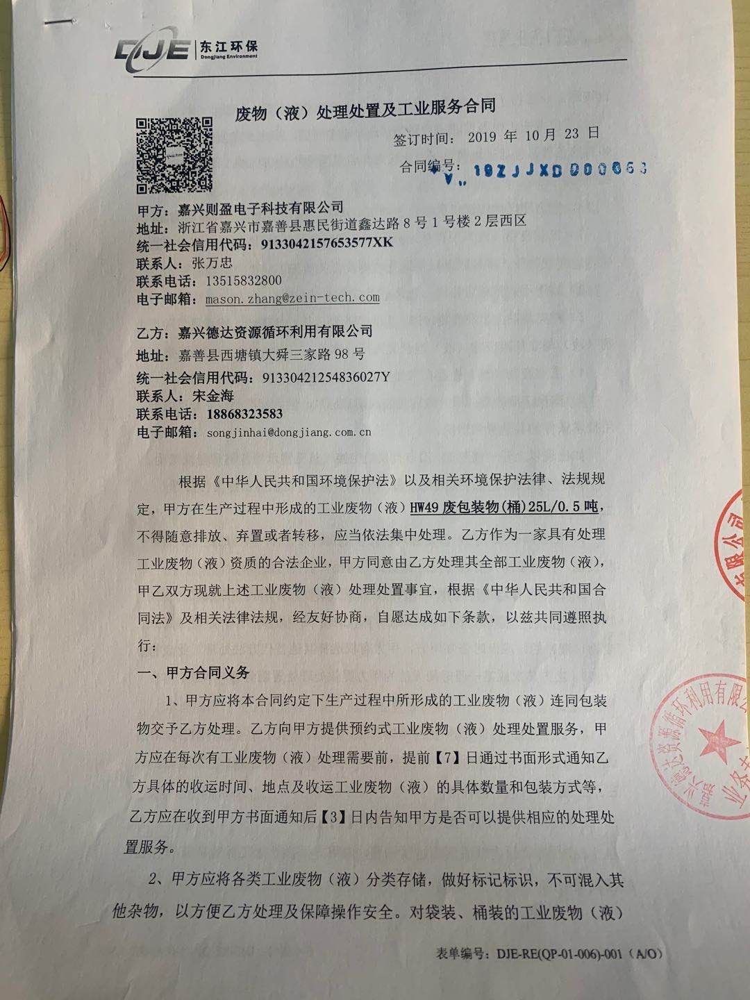 DJE 东江环保
Dongjiang Environment
废物（液）处理处置及工业服务合同
签订时间： 2019 年 10 月 23 日
合同编号： 19ZJJXDD00063
甲方：嘉兴则盈电子科技有限公司
地址：浙江省嘉兴市嘉善县惠民街道鑫达路 8 号 1 号楼 2 层西区
统一社会信用代码：9133042157653577XK
联系人：张万忠
联系电话：13515832800
电子邮箱：mason.zhang@zein-tech.com
乙方：嘉兴德达资源循环利用有限公司
地址：嘉善县西塘镇大舜三家路 98 号
统一社会信用代码：91330421254836027Y
联系人：宋金海
联系电话：18868323583
电子邮箱：songjinhai@dongjiang.com.cn
根据《中华人民共和国环境保护法》以及相关环境保护法律、法规规
定，甲方在生产过程中形成的工业废物（液）HW49 废包装物(桶)25L/0.5 吨，
不得随意排放、弃置或者转移，应当依法集中处理。乙方作为一家具有处理
工业废物（液）资质的合法企业，甲方同意由乙方处理其全部工业废物（液），
甲乙双方现就上述工业废物（液）处理处置事宜，根据《中华人民共和国合
同法》及相关法律法规，经友好协商，自愿达成如下条款，以兹共同遵照执
行：
一、甲方合同义务
1、甲方应将本合同约定下生产过程中所形成的工业废物（液）连同包装
物交予乙方处理。乙方向甲方提供预约式工业废物（液）处理处置服务，甲
方应在每次有工业废物（液）处理需要前，提前【7】日通过书面形式通知乙
方具体的收运时间、地点及收运工业废物（液）的具体数量和包装方式等，
乙方应在收到甲方书面通知后【3】日内告知甲方是否可以提供相应的处理处
置服务。
2、甲方应将各类工业废物（液）分类存储，做好标记标识，不可混入其
他杂物，以方便乙方处理及保障操作安全。对袋装、桶装的工业废物（液）
表单编号：DJE-RE(QP-01-006)-001（A/O）
有限公司
嘉兴德达资源循环利用有限公
业务专